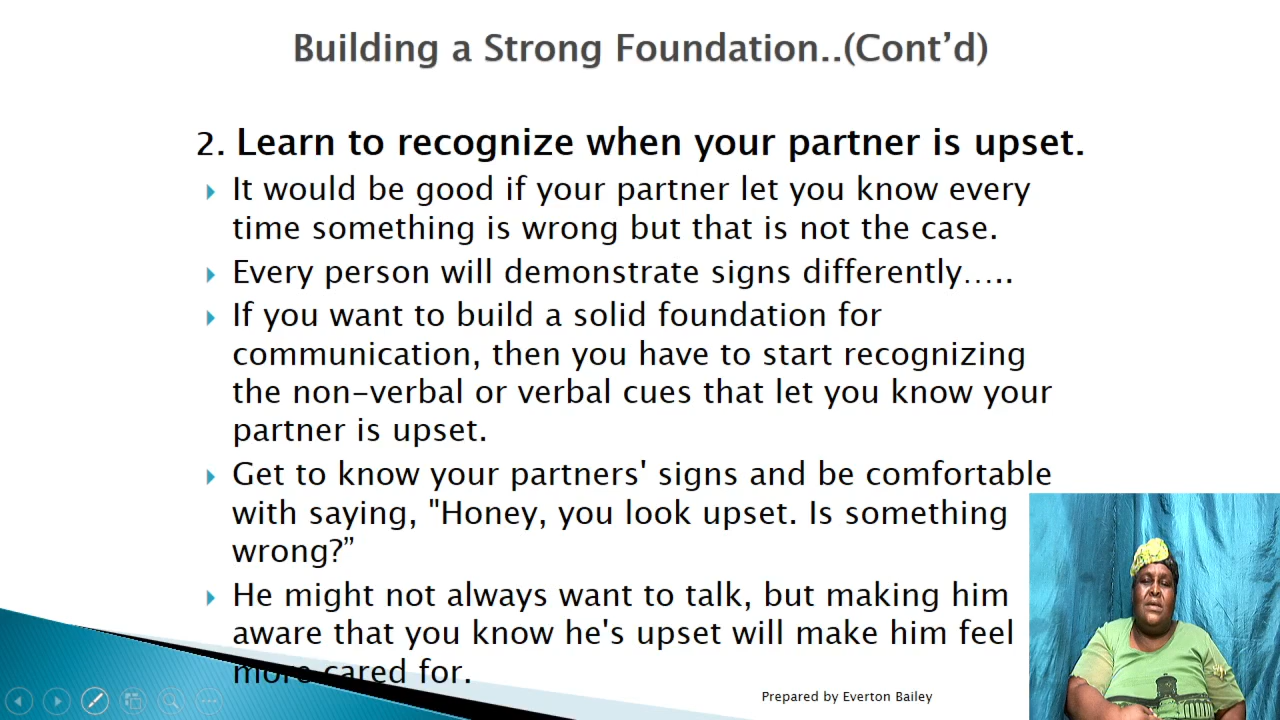 Building a Strong Foundation..(Cont’d)
2. Learn to recognize when your partner is upset.
It would be good if your partner let you know every
time something is wrong but that is not the case.
Every person will demonstrate signs differently…..
If you want to build a solid foundation for
communication, then you have to start recognizing
the non-verbal or verbal cues that let you know your
partner is upset.
Get to know your partners' signs and be comfortable
with saying, "Honey, you look upset. Is something
wrong?”
He might not always want to talk, but making him
aware that you know he's upset will make him feel
more cared for.
Prepared by Everton Bailey